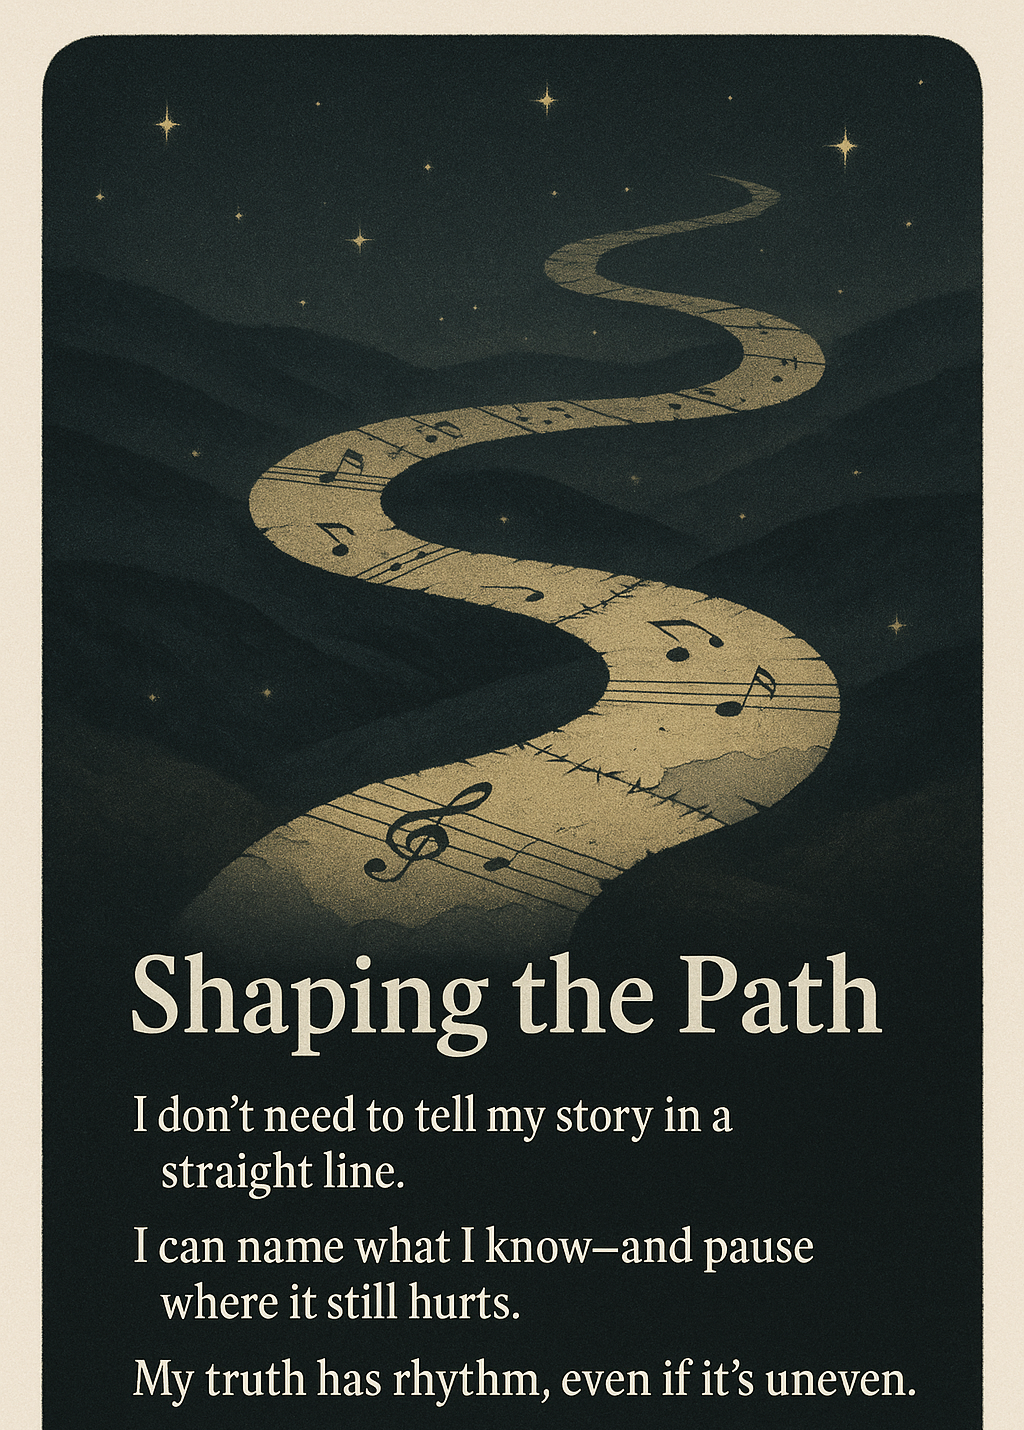 Shaping the Path
I don’t need to tell my story in a
straight line.
I can name what I know—and pause
where it still hurts.
My truth has rhythm, even if it’s uneven.